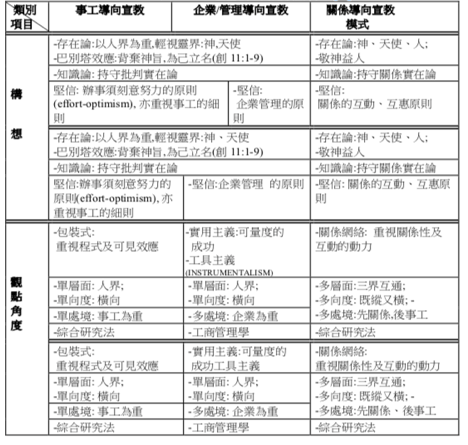 類別 事工導向宣教 企業/管理導向宣教 關係導向宣教
項目 模式
構想
-存在論:以人界為重,輕視靈界:神,天使 -存在論:神、天使、人;
-巴別塔效應:背棄神旨,為己立名(創 11:1-9) -敬神益人
-知識論: 持守批判實在論 -知識論:持守關係實在論
堅信: 辦事須刻意努力的原則 -堅信: 堅信:
(effort-optimism), 亦重視事工的細 企業管理的原 關係的互動、互惠原則
則 則
-存在論:以人界為重,輕視靈界:神、天使 -存在論:神、天使、人;
-巴別塔效應:背棄神旨,為己立名(創 11:1-9) -敬神益人
-知識論: 持守批判實在論 -知識論:持守關係實在論
堅信:辦事須刻意努力的 -堅信:企業管理 的原則 -堅信: 關係的互動、互惠原
原則(effort-optimism), 亦 則
重視事工的細則
觀點角度
-包裝式: -實用主義:可量度的 -關係網絡: 重視關係性及
重視程式及可見效應 成功 互動的動力
-工具主義
(INSTRUMENTALISM)
-單層面: 人界; -單層面: 人界; -多層面:三界互通;
-單向度: 橫向 -單向度: 橫向 -多向度: 既縱又橫; -
-單處境: 事工為重 -多處境: 企業為重 -多處境:先關係,後事工
-綜合研究法 -工商管理學 -綜合研究法
-包裝式: -實用主義:可量度的 -關係網絡:
重視程式及可見效應 成功工具主義 重視關係性及互動的動力
-單層面: 人界; -單層面: 人界; -多層面:三界互通;
-單向度: 橫向 -單向度: 橫向 -多向度: 既縱又橫; -
-單處境: 事工為重 -多處境: 企業為重 -多處境:先關係、後事工
-綜合研究法 -工商管理學 -綜合研究法